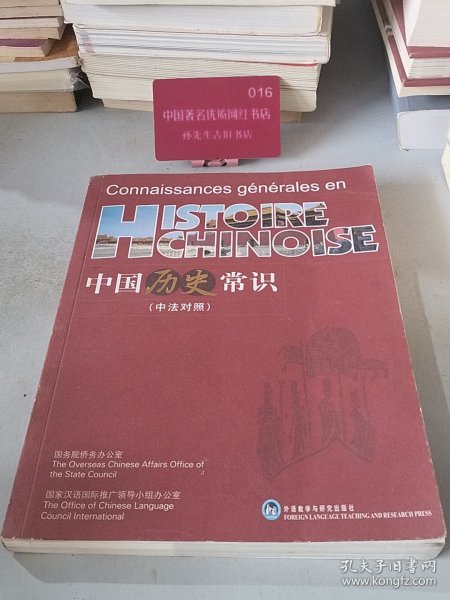 016
中国著名优质网红书店
孙先生古旧书店
Connaissances générales en
HISTOIRE
CHINOISE
中国历史常识
(中法对照)
国务院侨务办公室
The Overseas Chinese Affairs Office of
the State Council
国家汉语国际推广领导小组办公室
The Office of Chinese Language
Council International
外语教学与研究出版社
FOREIGN LANGUAGE TEACHING AND RESEARCH PRESS
孔夫子旧书网
www.kongfz.com